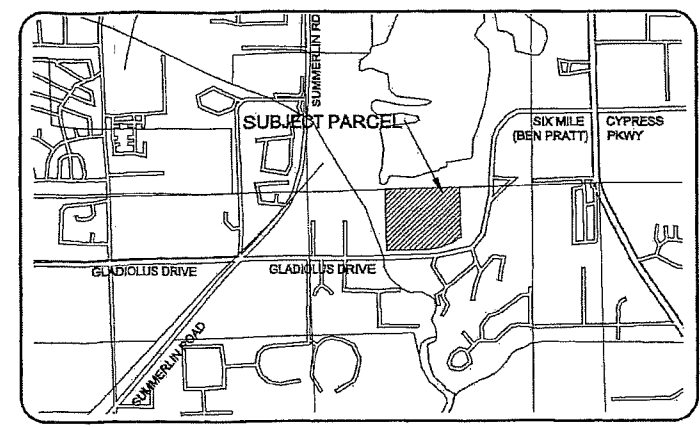 SUMMERLIN RD
SUBJECT PARCEL
SIX MILE
(BEN PRATT)
CYPRESS
PKWY
GLADIOLUS DRIVE
GLADIOLUS DRIVE
SUMMERLIN ROAD